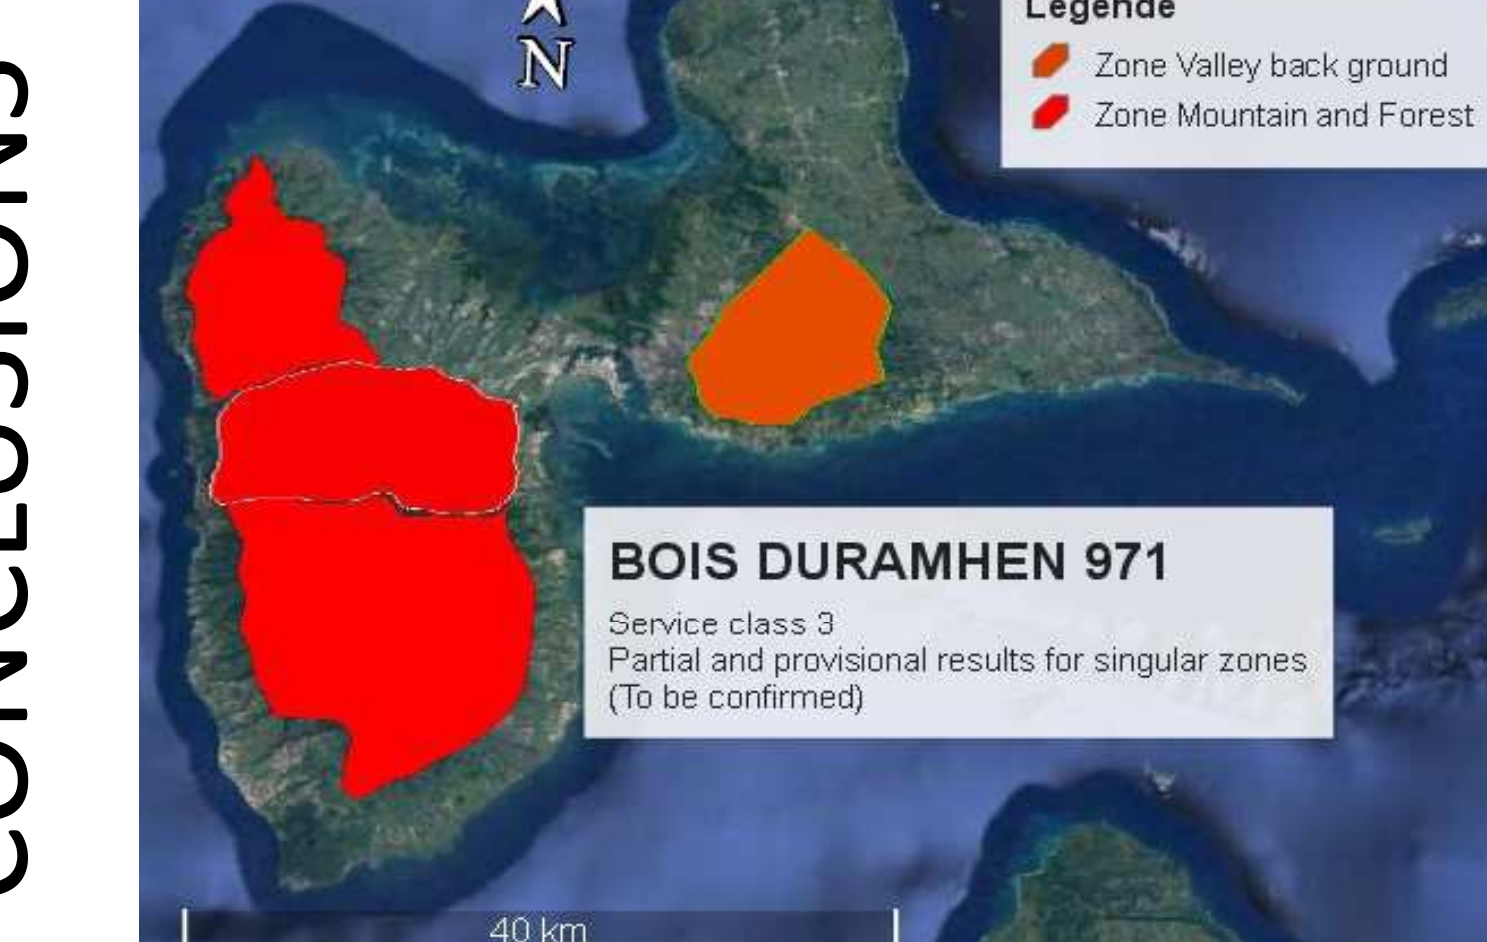 CONCLUSIONS
N
Legende
Zone Valley back ground
Zone Mountain and Forest
BOIS DURAMHEN 971
Service class 3
Partial and provisional results for singular zones
(To be confirmed)
40 km